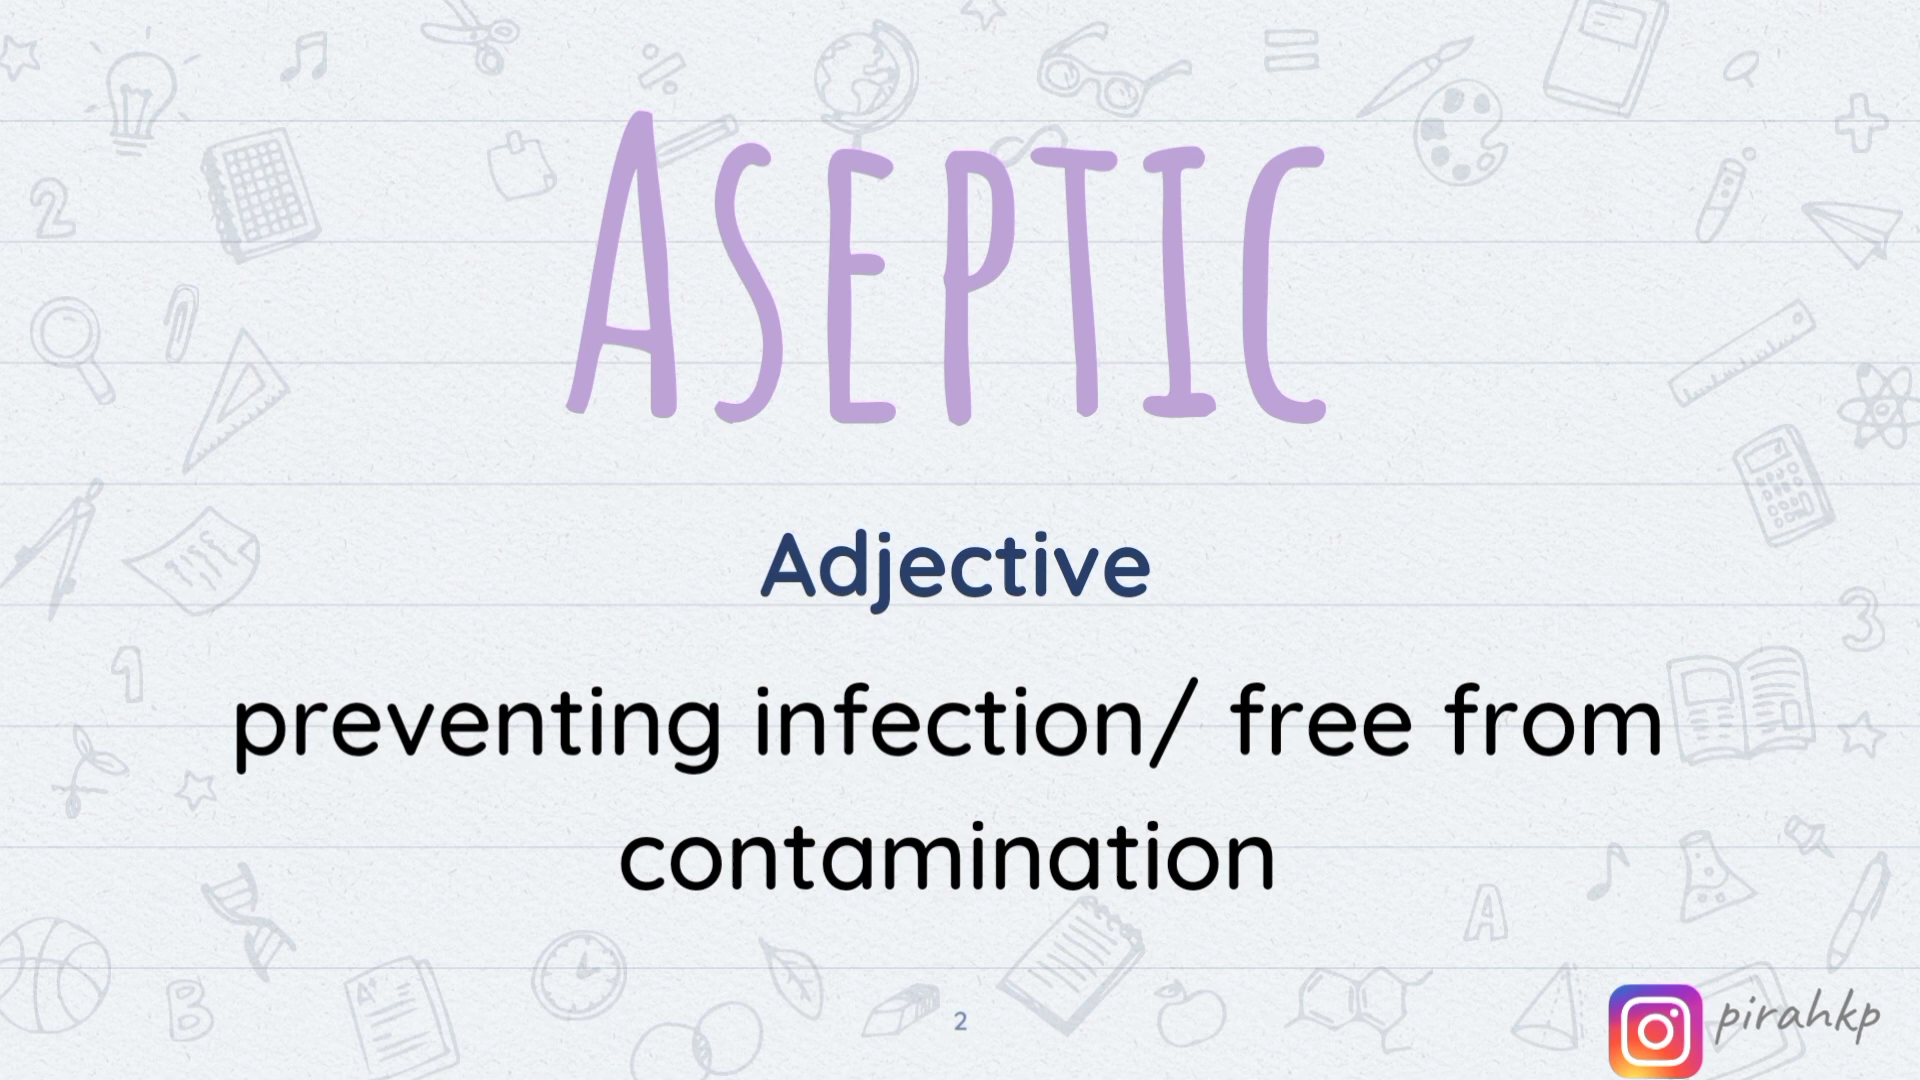 ASEPTIC
Adjective
preventing infection/ free from
contamination
2
pirahkp